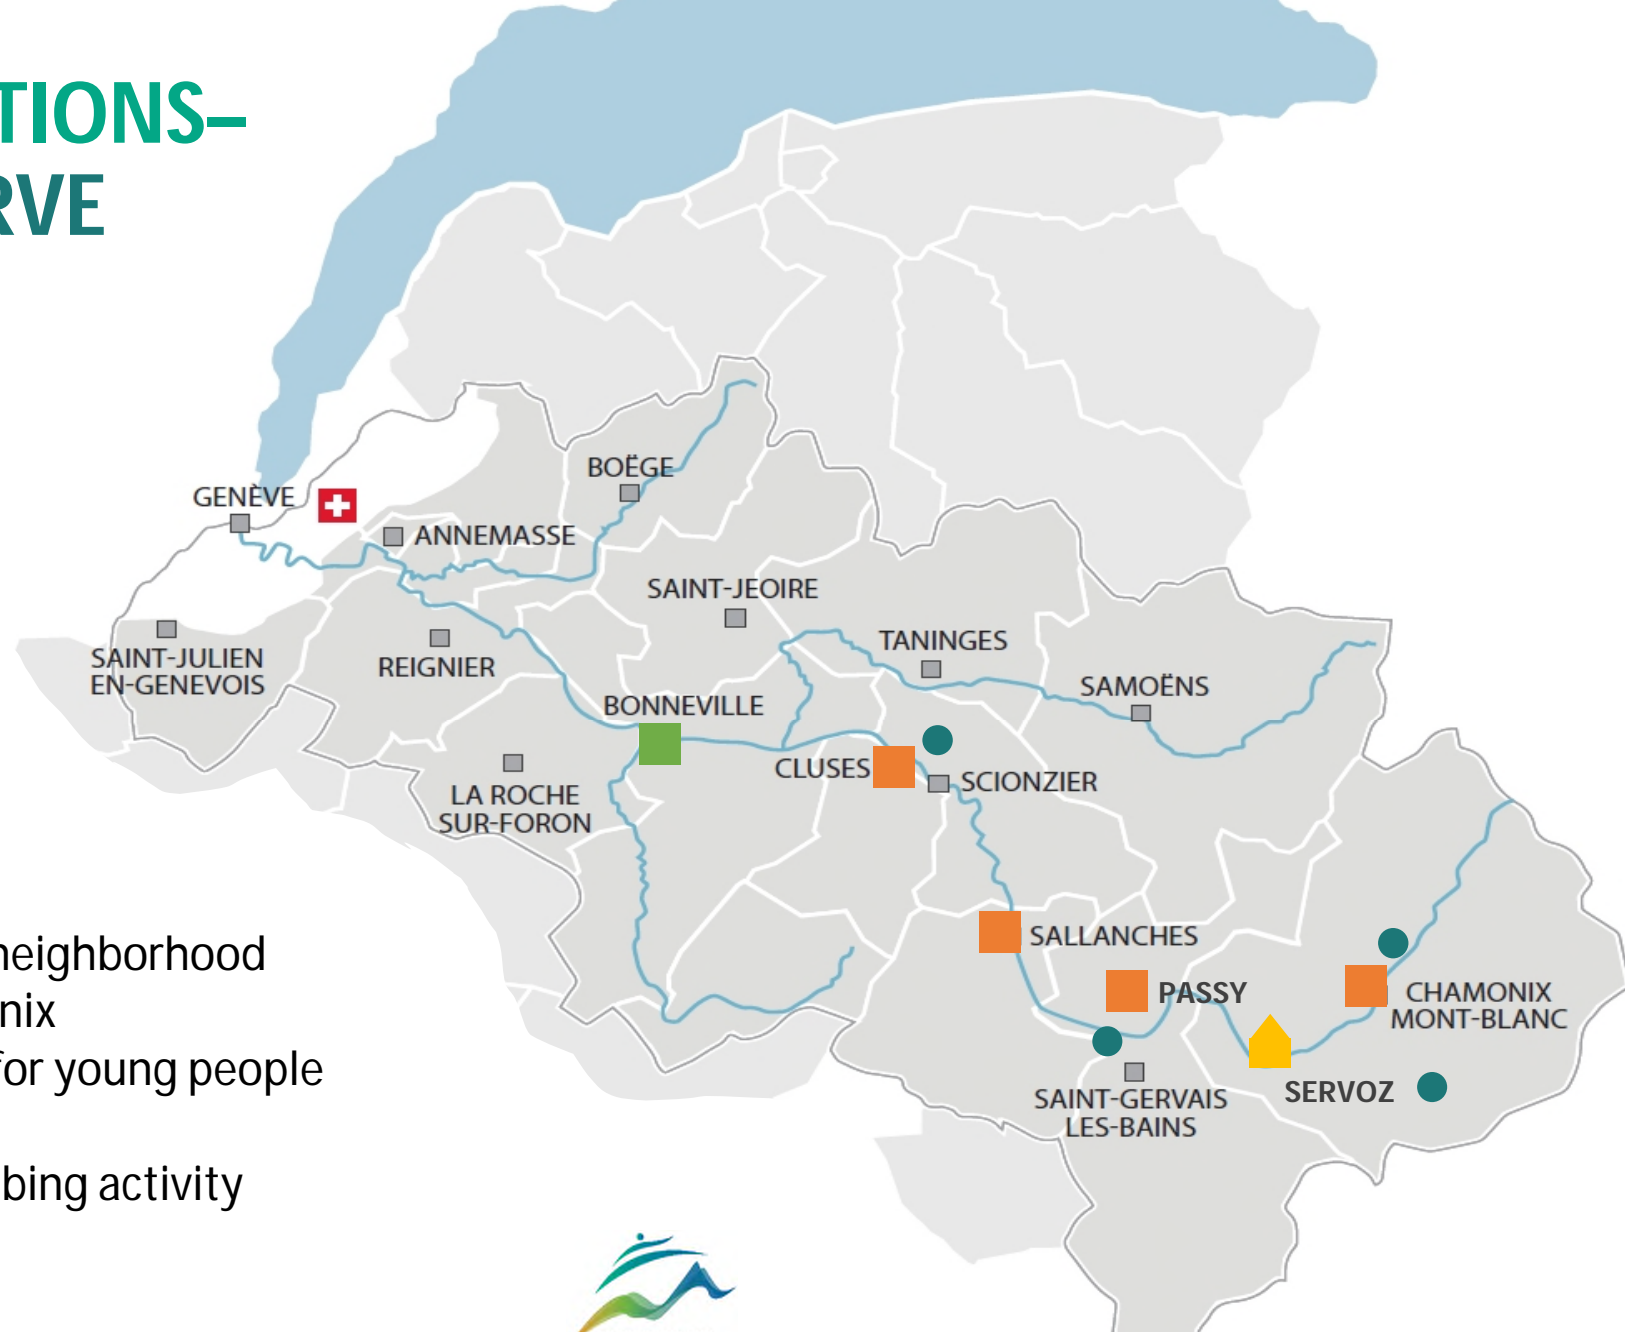 TIONS–
RVE
GENÈVE
BOËGE
ANNEMASSE
SAINT-JEOIRE
TANINGES
SAINT-JULIEN
EN-GENEVOIS
REIGNIER
SAMOËNS
BONNEVILLE
CLUSES
SCIONZIER
LA ROCHE
SUR-FORON
neighborhood
nix
for young people
bing activity
SALLANCHES
PASSY
CHAMONIX
MONT-BLANC
SERVOZ
SAINT-GERVAIS
LES-BAINS